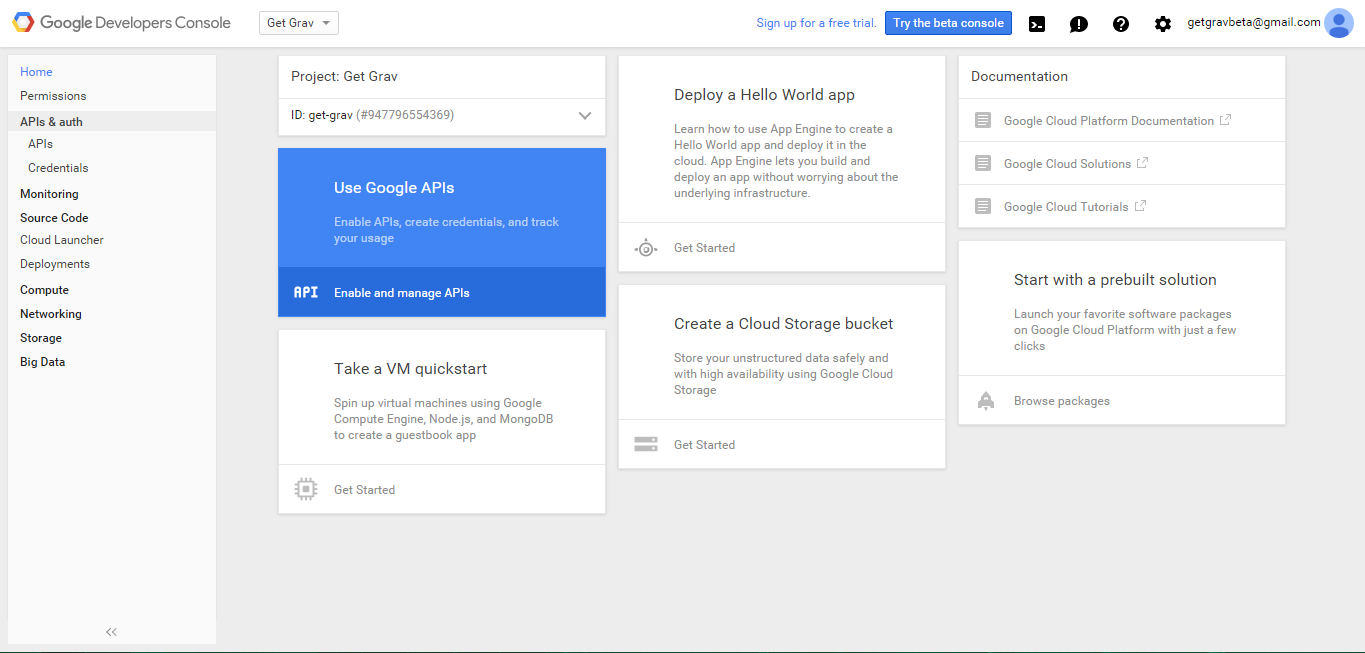 Google Developers Console
Get Grav
Sign up for a free trial.
Try the beta console
getgravbeta@gmail.com
Home
Permissions
APIs & auth
APIs
Credentials
Monitoring
Source Code
Cloud Launcher
Deployments
Compute
Networking
Storage
Big Data
Project: Get Grav
ID: get-grav (#947796554369)
Use Google APIs
Enable APIs, create credentials, and track
your usage
API
Enable and manage APIs
Take a VM quickstart
Spin up virtual machines using Google
Compute Engine, Node.js, and MongoDB
to create a guestbook app
Get Started
Deploy a Hello World app
Learn how to use App Engine to create a
Hello World app and deploy it in the
cloud. App Engine lets you build and
deploy an app without worrying about the
underlying infrastructure.
Get Started
Create a Cloud Storage bucket
Store your unstructured data safely and
with high availability using Google Cloud
Storage
Get Started
Documentation
Google Cloud Platform Documentation
Google Cloud Solutions
Google Cloud Tutorials
Start with a prebuilt solution
Launch your favorite software packages
on Google Cloud Platform with just a few
clicks
Browse packages